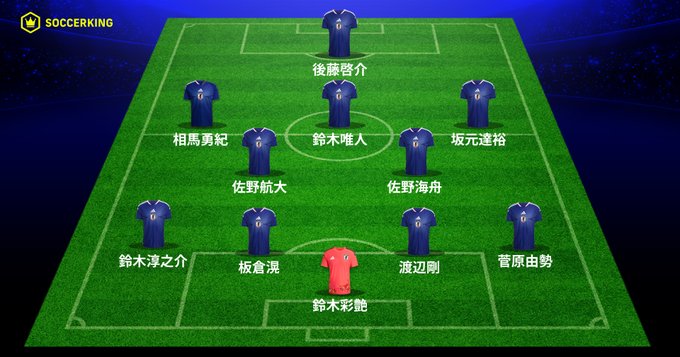 SOCCERKING
後藤啓介
相馬勇紀
鈴木唯人
坂元達裕
佐野航大
佐野海舟
鈴木淳之介
板倉滉
渡辺剛
菅原由勢
鈴木彩艶